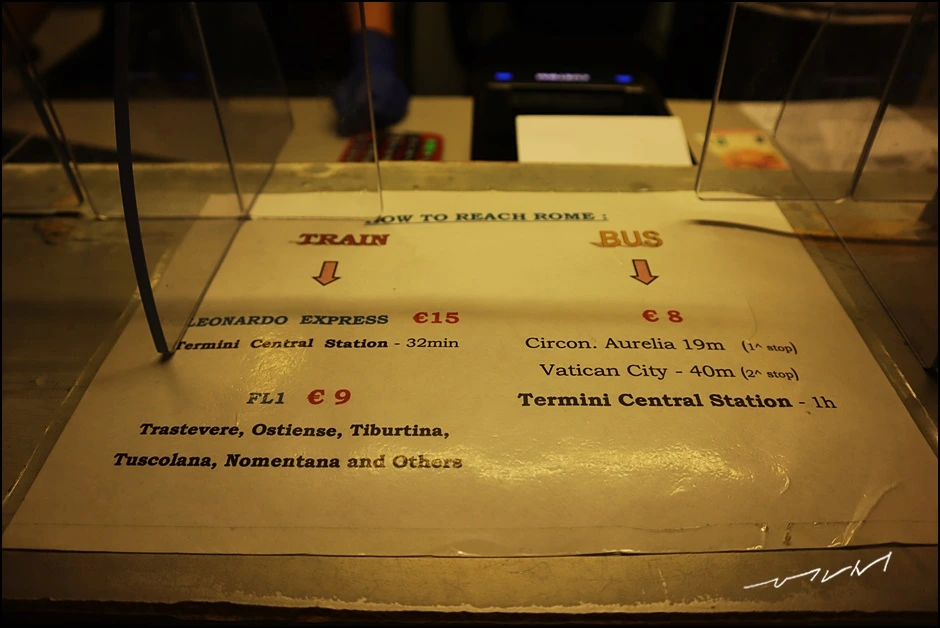 HOW TO REACH ROME :
TRAIN
BUS
LEONARDO EXPRESS €15
Termini Central Station - 32min
FL1 € 9
Trastevere, Ostiense, Tiburtina,
Tuscolana, Nomentana and Others
€ 8
Circon. Aurelia 19m (1^ stop)
Vatican City - 40m (2^ stop)
Termini Central Station - 1h